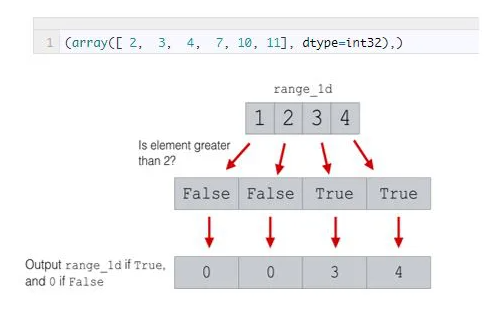 1 (array([ 2, 3, 4, 7, 10, 11], dtype=int32),)
range_1d
1 2 3 4
Is element greater
than 2?
False False True True
Output range_1d if True,
and 0 if False
0 0 3 4